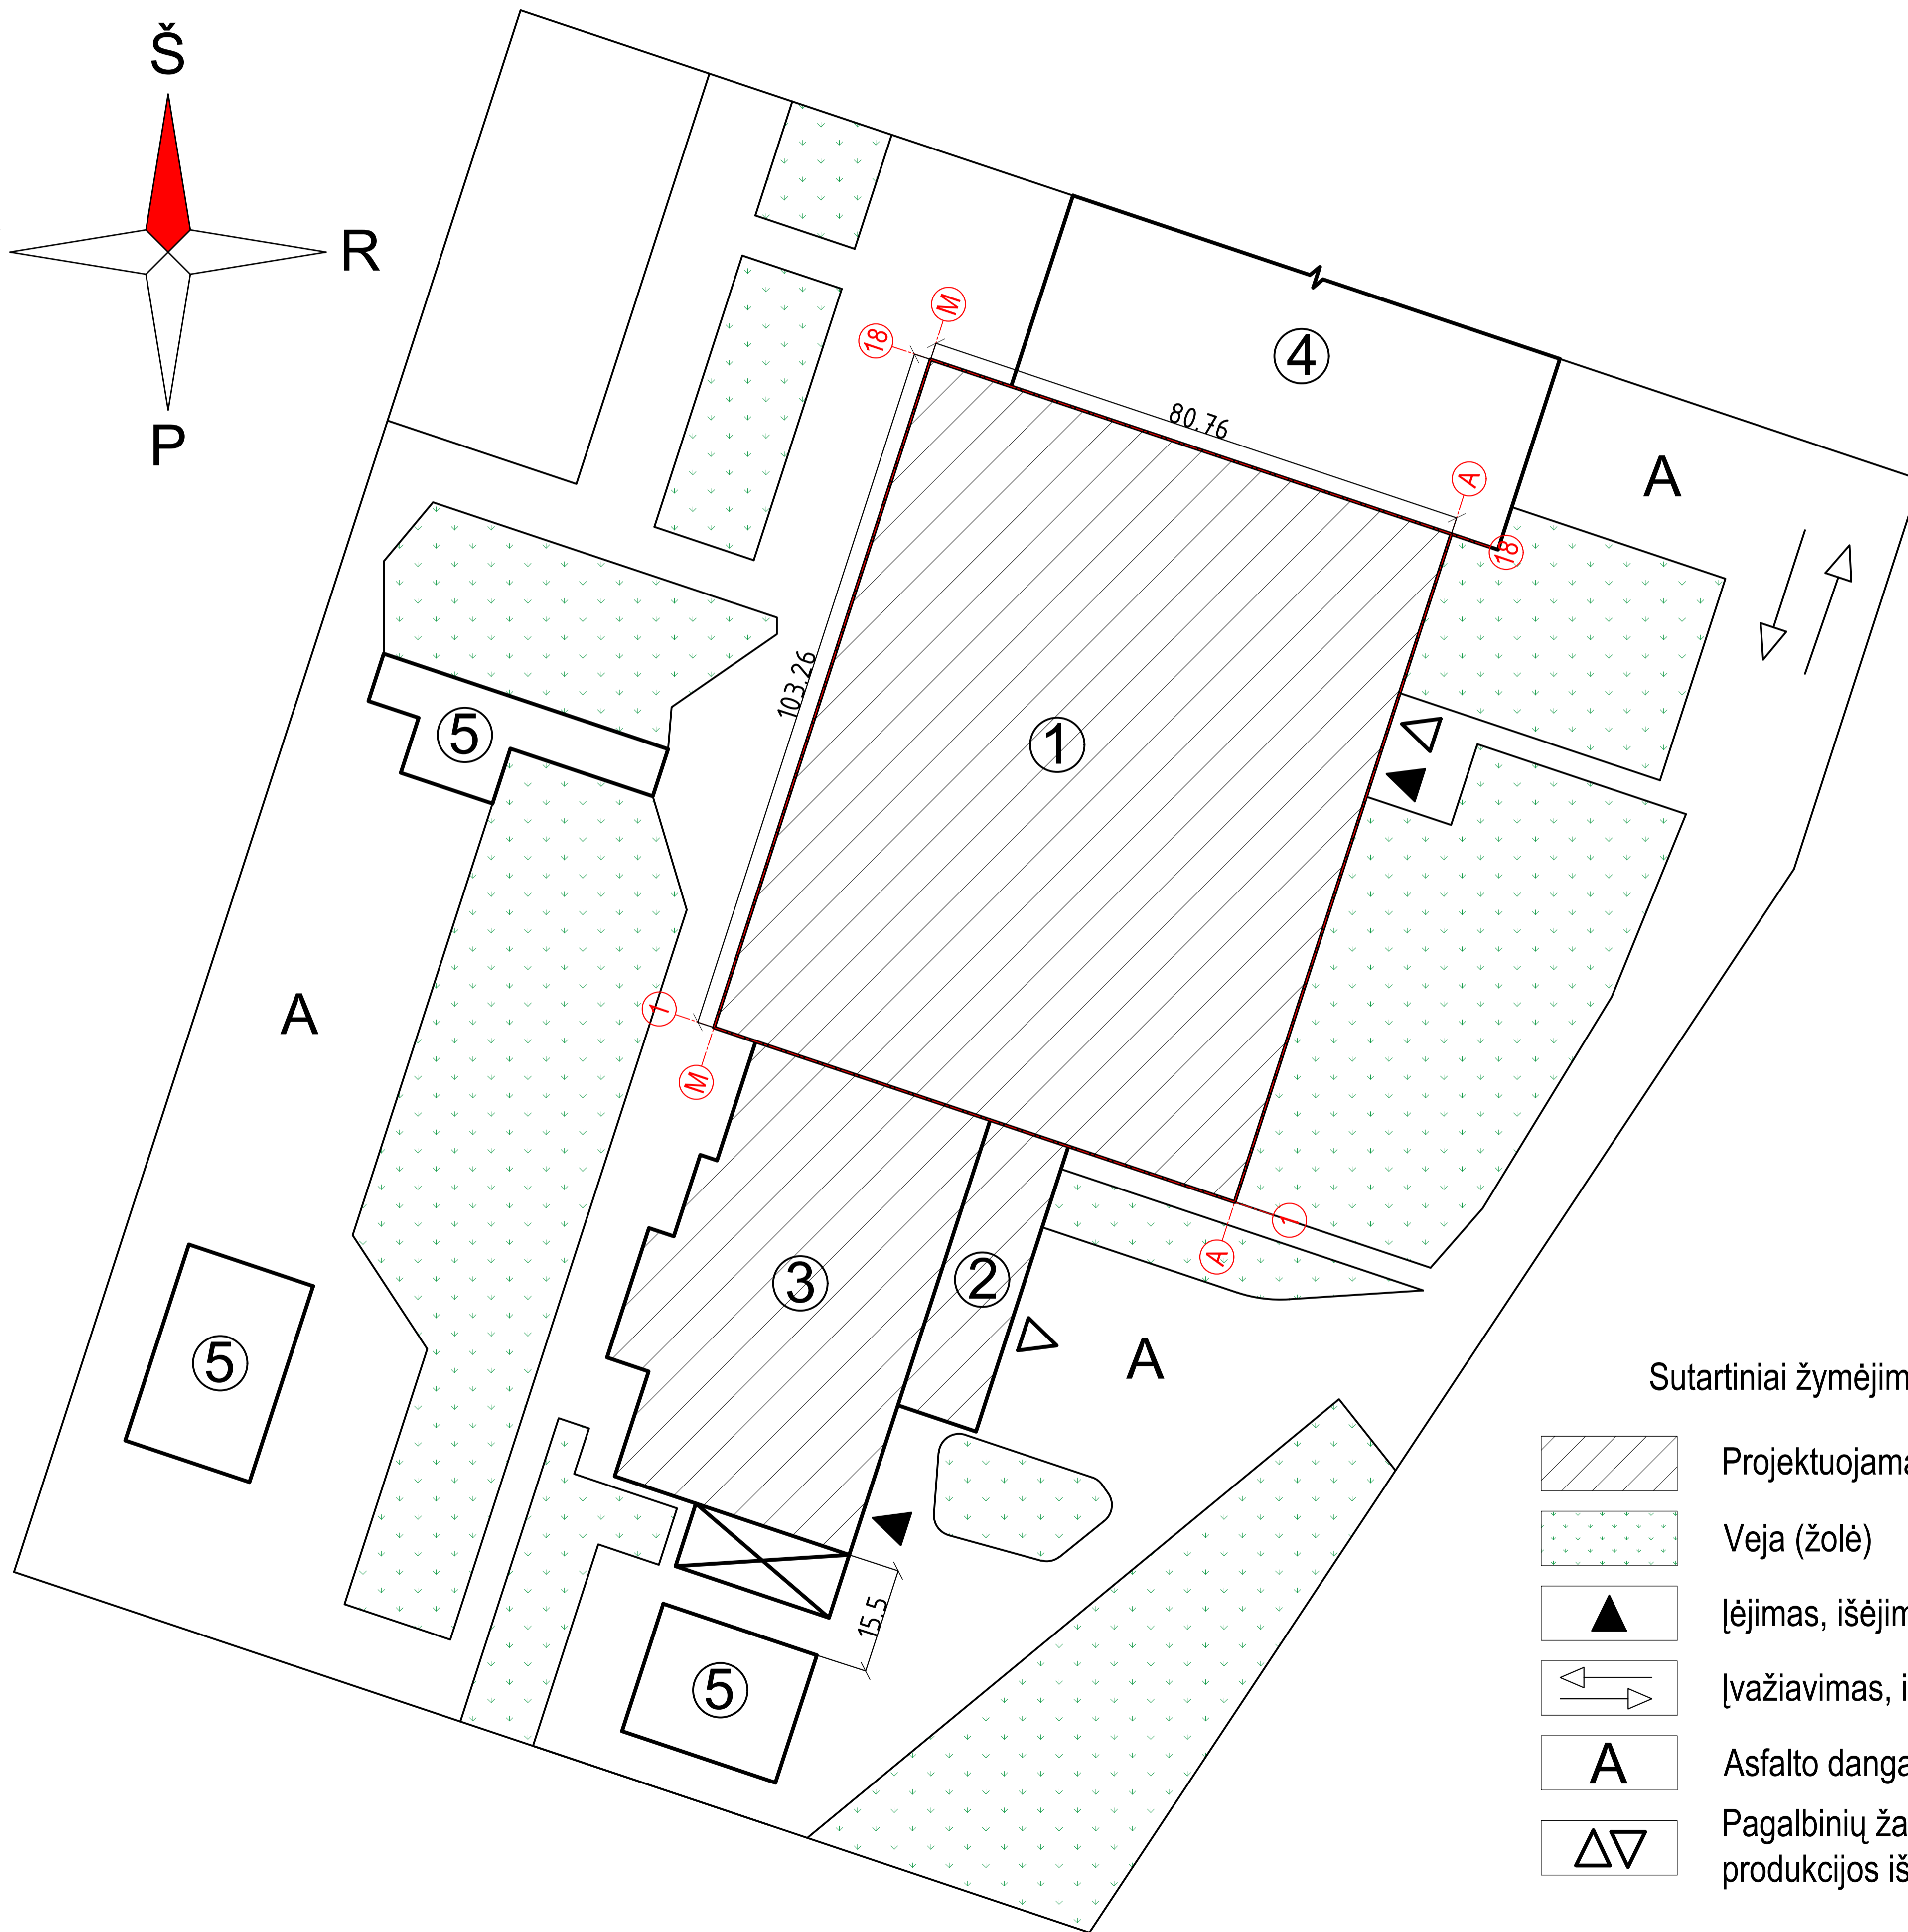 Š
R
P
M
18
80.76
A
4
A
18
103.26
1
5
A
1
M
3
2
A
1
A
5
15.5
5
Sutartiniai žymėjim
Projektuojama
Veja (žolė)
Įėjimas, išėjim
Įvažiavimas, i
A
Asfalto danga
Pagalbinių ža
produkcijos iš